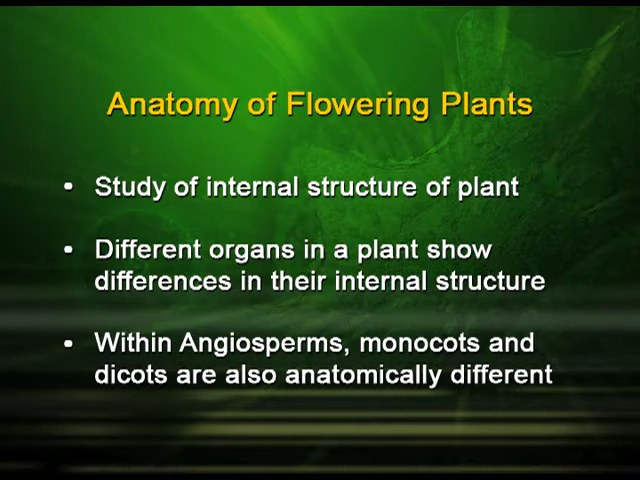 Anatomy of Flowering Plants
• Study of internal structure of plant
• Different organs in a plant show
differences in their internal structure
• Within Angiosperms, monocots and
dicots are also anatomically different